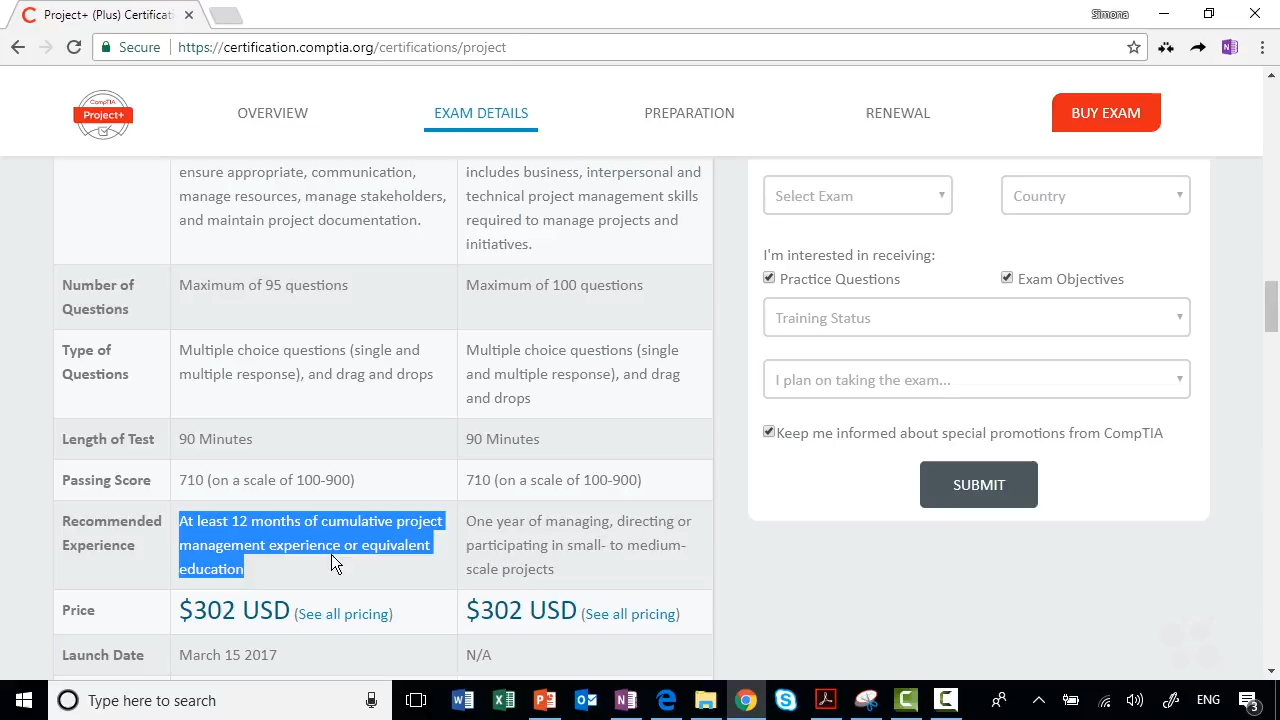 Project+ (Plus) Certificati
Simona
Secure
https://certification.comptia.org/certifications/project
CompTIA
Project+
OVERVIEW
EXAM DETAILS
PREPARATION
RENEWAL
BUY EXAM
ensure appropriate, communication,
manage resources, manage stakeholders,
and maintain project documentation.
includes business, interpersonal and
technical project management skills
required to manage projects and
initiatives.
Number of
Questions
Maximum of 95 questions
Maximum of 100 questions
Type of
Questions
Multiple choice questions (single and
multiple response), and drag and drops
Multiple choice questions (single
and multiple response), and drag
and drops
Length of Test
90 Minutes
90 Minutes
Passing Score
710 (on a scale of 100-900)
710 (on a scale of 100-900)
Recommended
Experience
At least 12 months of cumulative project
management experience or equivalent
education
One year of managing, directing or
participating in small- to medium-
scale projects
Price
$302 USD (See all pricing)
$302 USD (See all pricing)
Launch Date
March 15 2017
N/A
Select Exam
Country
I'm interested in receiving:
Practice Questions
Exam Objectives
Training Status
I plan on taking the exam...
Keep me informed about special promotions from CompTIA
SUBMIT
Type here to search
ENG
3